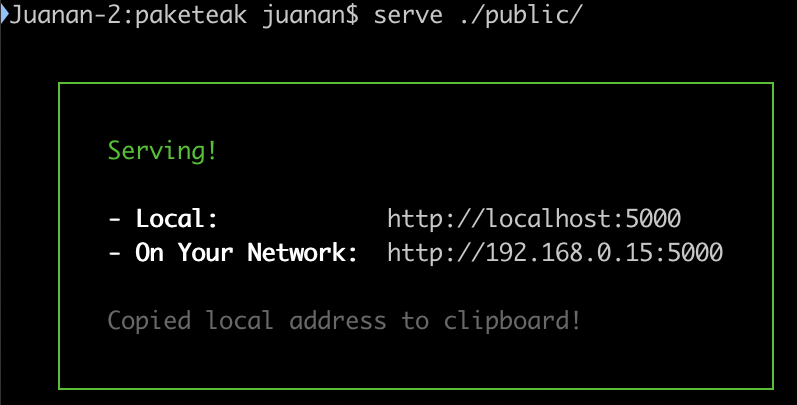 Juanan-2:paketeak juanan$ serve ./public/
Serving!
- Local: http://localhost:5000
- On Your Network: http://192.168.0.15:5000
Copied local address to clipboard!